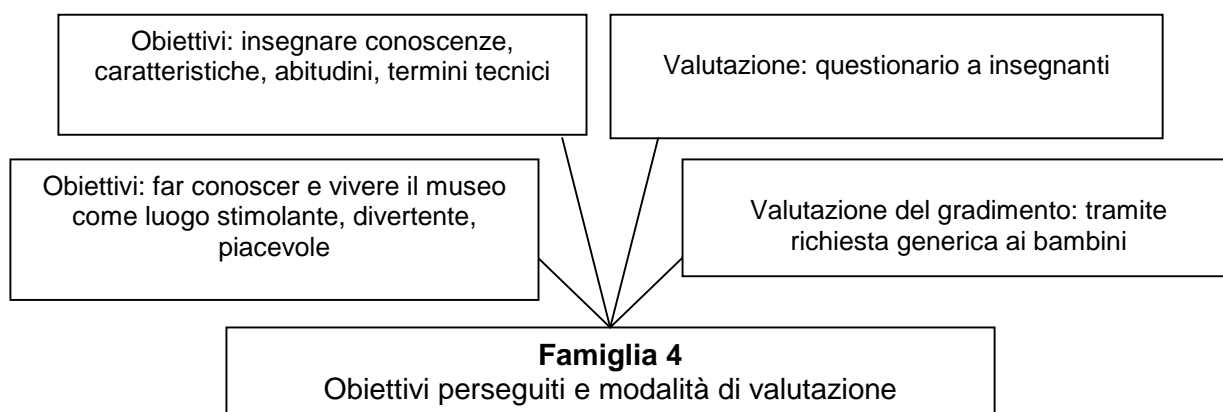 Obiettivi: insegnare conoscenze,
caratteristiche, abitudini, termini tecnici
Valutazione: questionario a insegnanti
Obiettivi: far conoscer e vivere il museo
come luogo stimolante, divertente,
piacevole
Valutazione del gradimento: tramite
richiesta generica ai bambini
Famiglia 4
Obiettivi perseguiti e modalità di valutazione